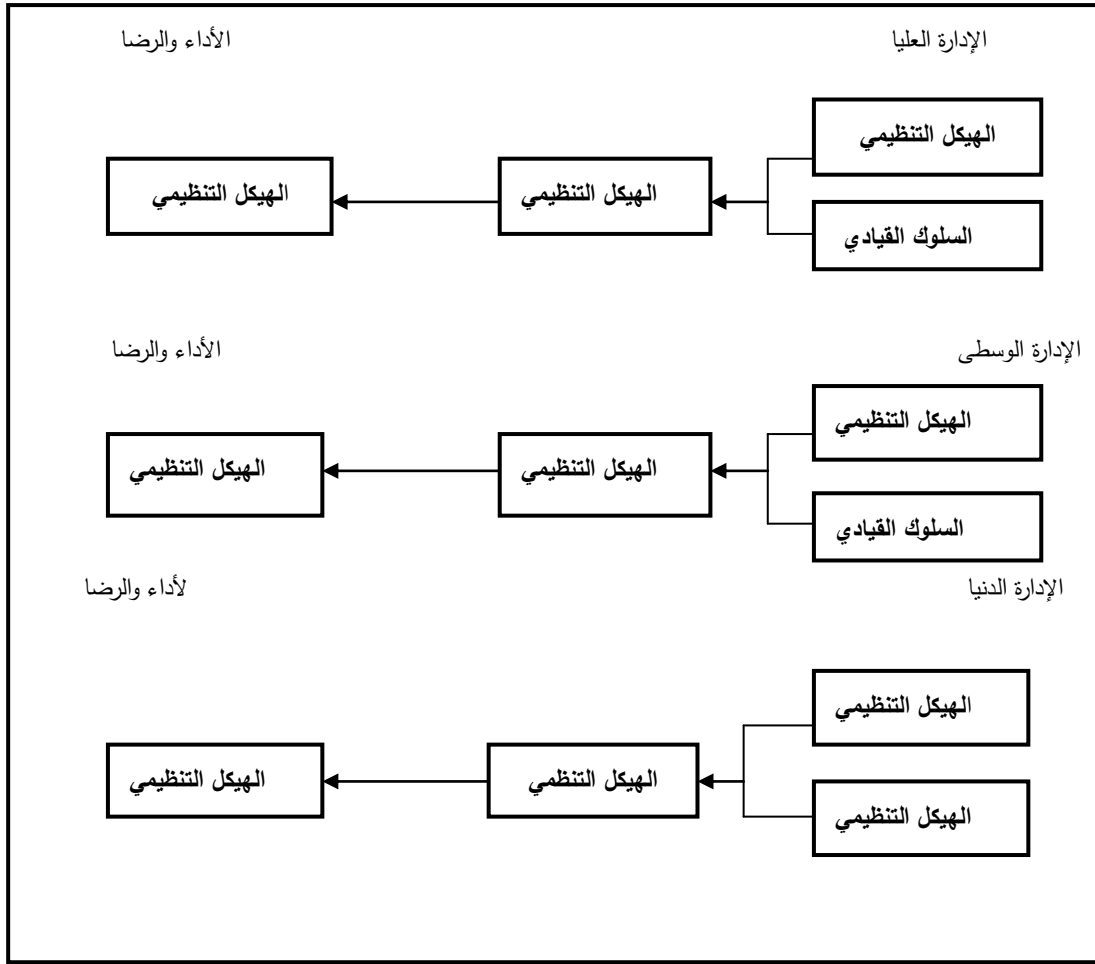 الإدارة العليا
الأداء والرضا
الهيكل التنظيمي
الهيكل التنظيمي
الهيكل التنظيمي
السلوك القيادي
الإدارة الوسطى
الأداء والرضا
الهيكل التنظيمي
الهيكل التنظيمي
الهيكل التنظيمي
السلوك القيادي
الإدارة الدنيا
لأداء والرضا
الهيكل التنظيمي
الهيكل التنظمي
الهيكل التنظيمي
الهيكل التنظيمي